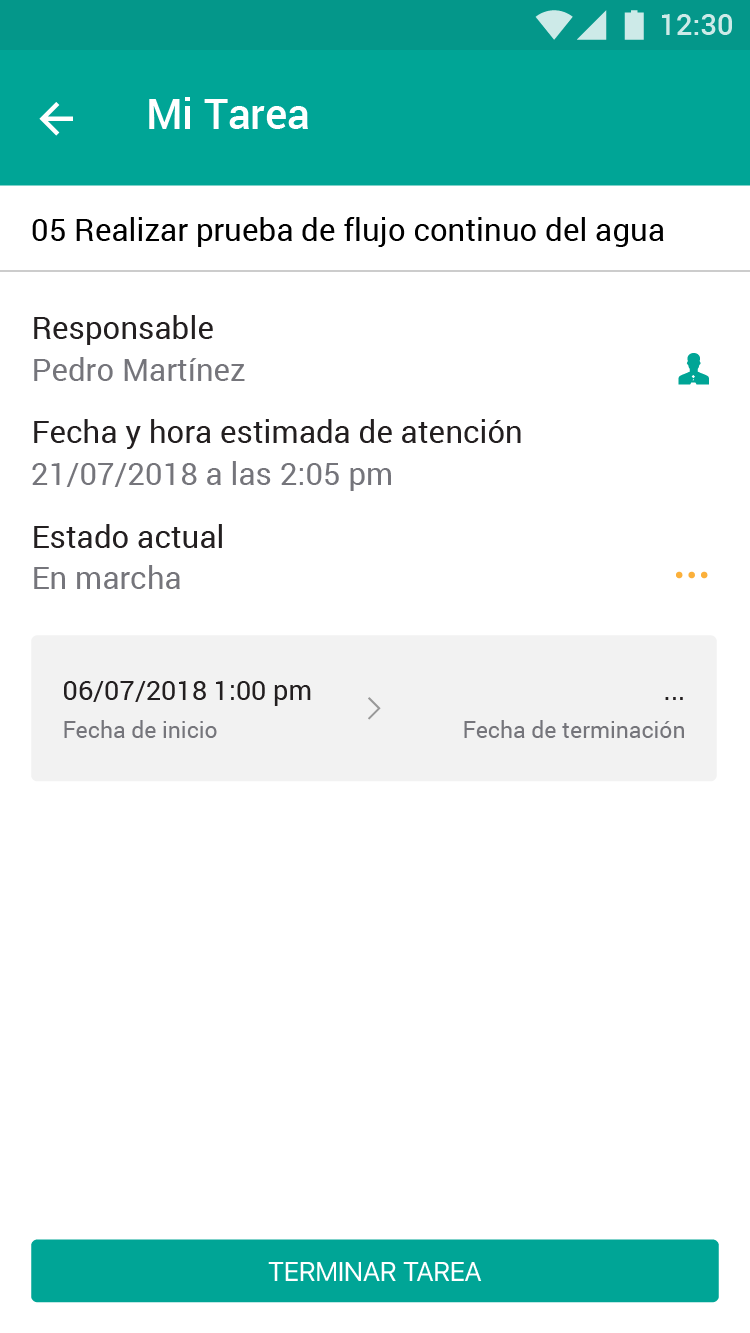 12:30
Mi Tarea
05 Realizar prueba de flujo continuo del agua
Responsable
Pedro Martínez
Fecha y hora estimada de atención
21/07/2018 a las 2:05 pm
Estado actual
En marcha
06/07/2018 1:00 pm
...
Fecha de inicio
Fecha de terminación
TERMINAR TAREA